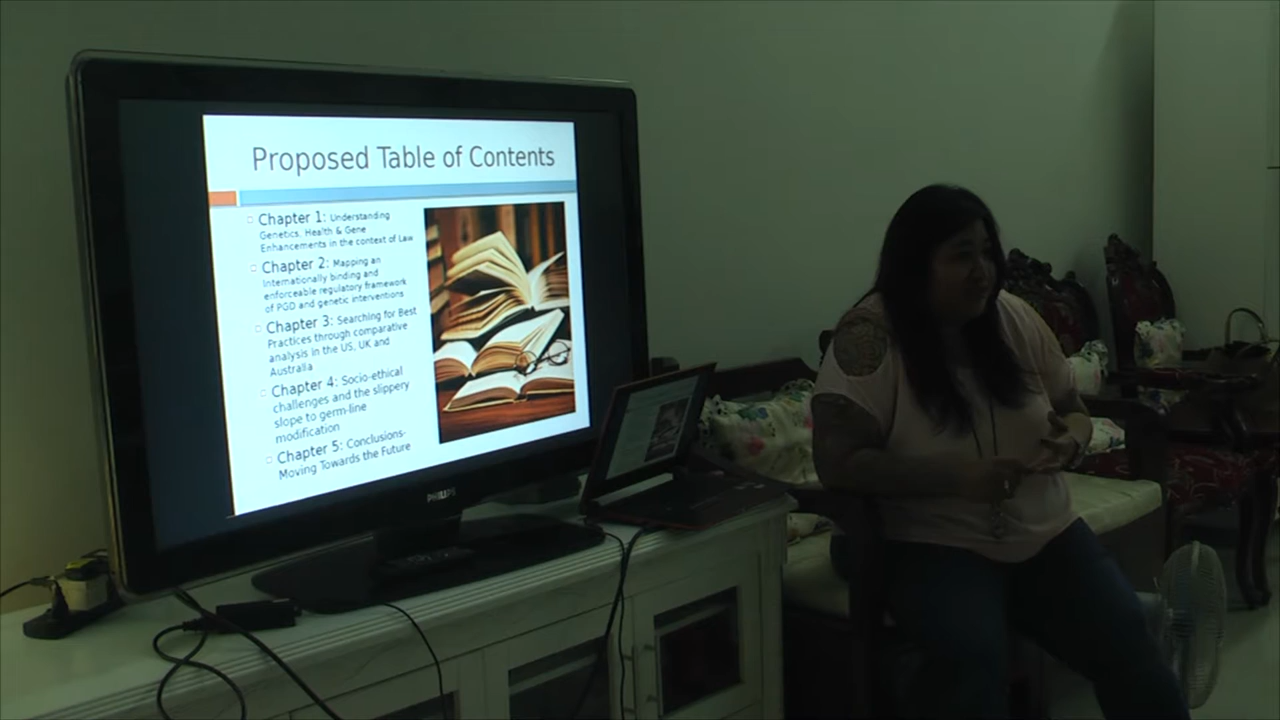 Proposed Table of Contents
Chapter 1: Understanding
Genetics, Health & Gene
Enhancements in the context of Law
Chapter 2: Mapping an
Internationally binding and
enforceable regulatory framework
of PGD and genetic interventions
Chapter 3: Searching for Best
Practices through comparative
analysis in the US, UK and
Australia
Chapter 4: Socio-ethical
challenges and the slippery
slope to germ-line
modification
Chapter 5: Conclusions-
Moving Towards the Future
PHILIPS